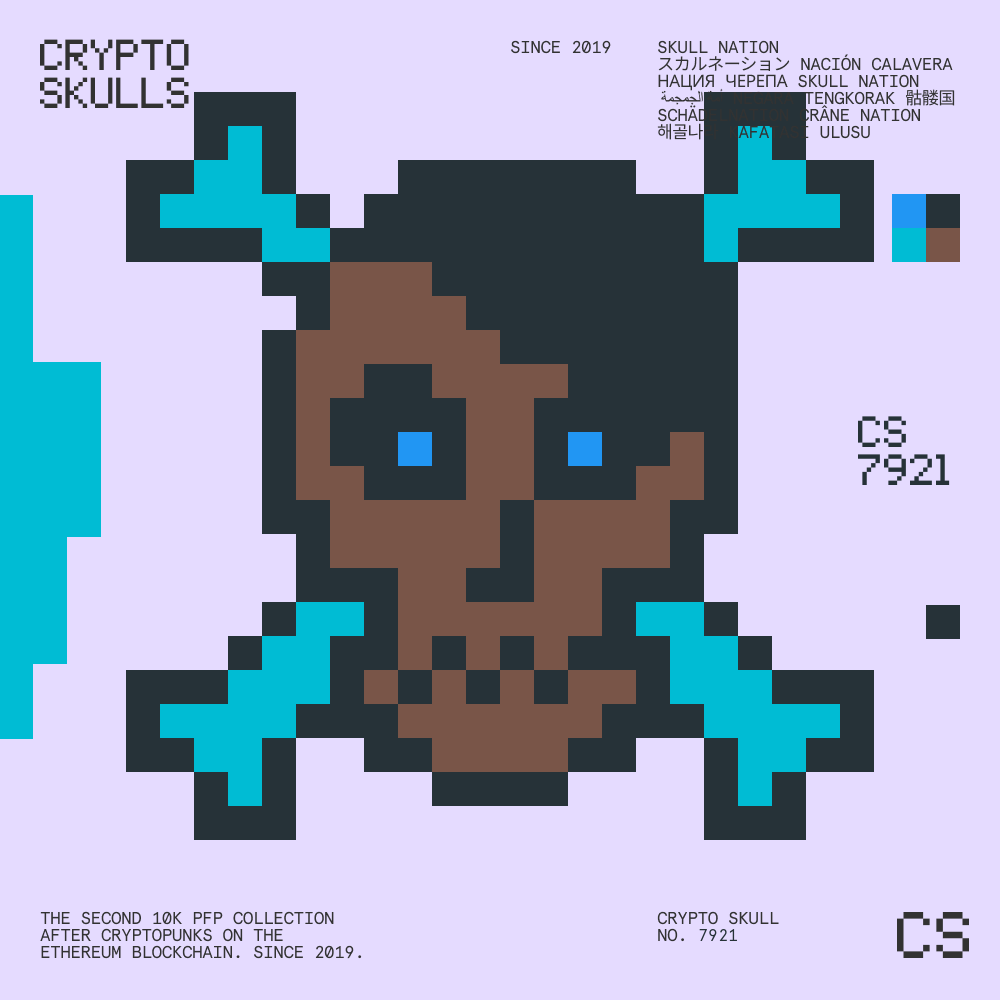 CRYPTO
SKULLS
SINCE 2019
SKULL NATION
スカルネーション NACIÓN CALAVERA
НАЦИЯ ЧЕРЕПА SKULL NATION
TENGKORAK 骷髅国
CRÂNE NATION
ULUSU
CS
7921
THE SECOND 10K PFP COLLECTION
AFTER CRYPTOPUNKS ON THE
ETHEREUM BLOCKCHAIN. SINCE 2019.
CRYPTO SKULL
NO. 7921
CS